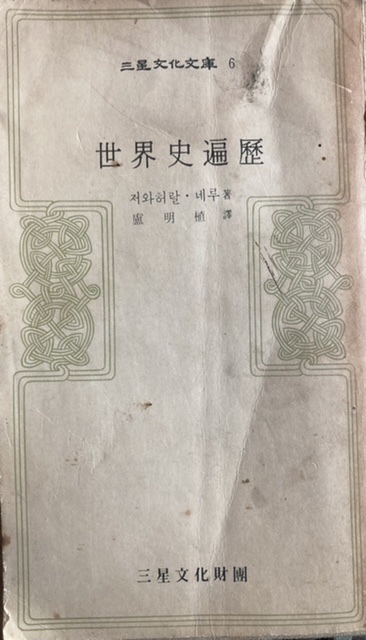 三星文化文庫 6
世界史遍歷
저와허랄·네루 著
盧明植 譯
三星文化財團